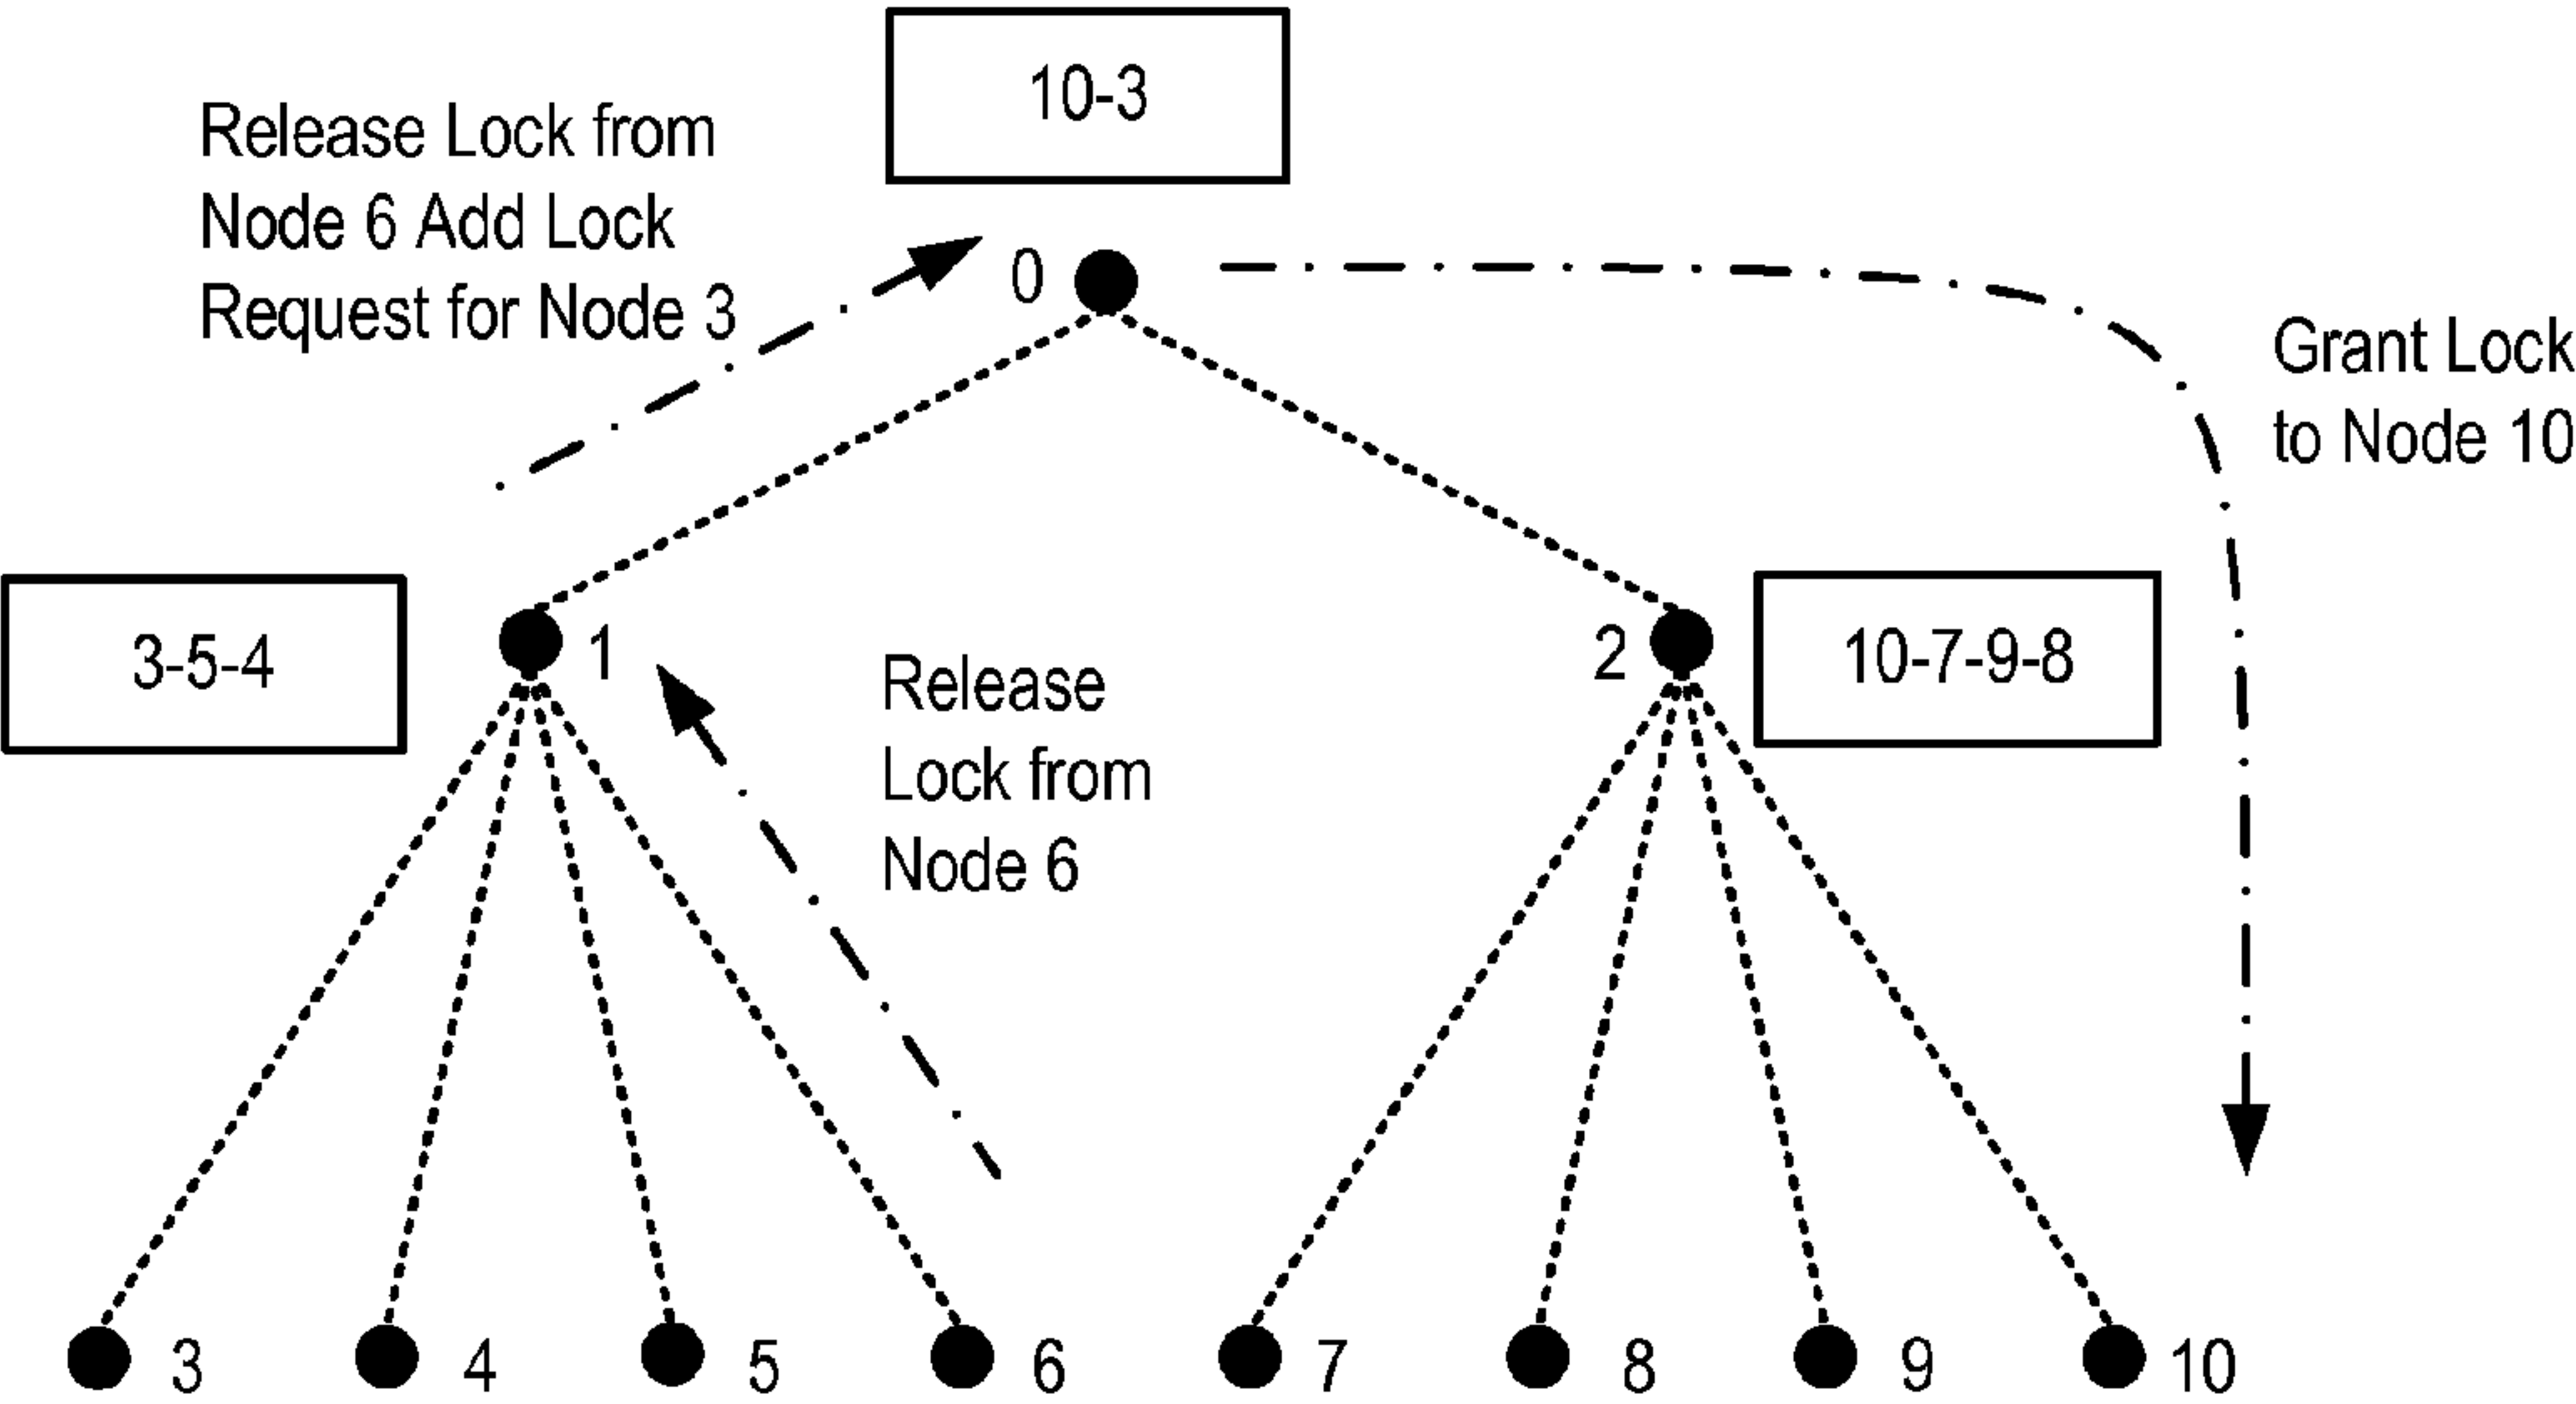 10-3
Release Lock from
Node 6 Add Lock
Request for Node 3
0
Grant Lock
to Node 10
3-5-4
1
Release
Lock from
Node 6
2
10-7-9-8
3
4
5
6
7
8
9
10